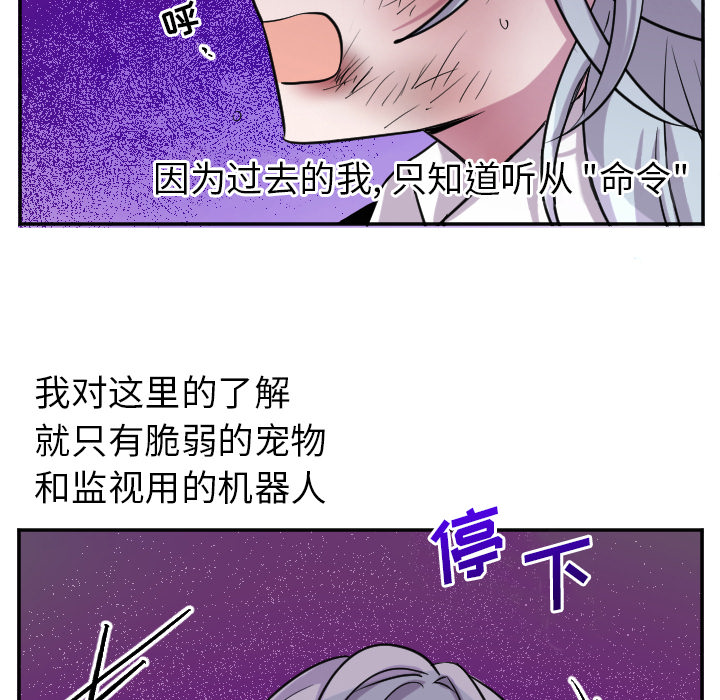 呼
因为过去的我, 只知道听从 "命令"
我对这里的了解
就只有脆弱的宠物
和监视用的机器人
停下